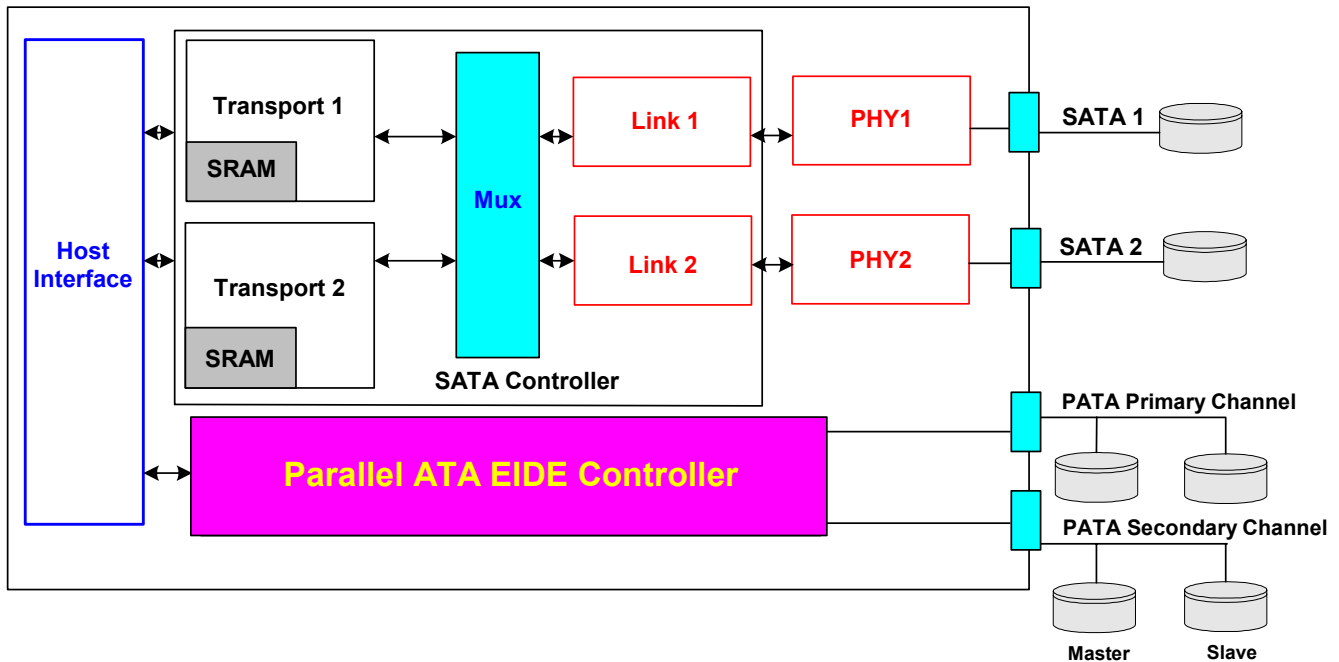 Transport 1
SRAM
Link 1
PHY1
SATA 1
Mux
Host
Interface
Transport 2
SRAM
Link 2
PHY2
SATA 2
SATA Controller
PATA Primary Channel
Parallel ATA EIDE Controller
PATA Secondary Channel
Master
Slave